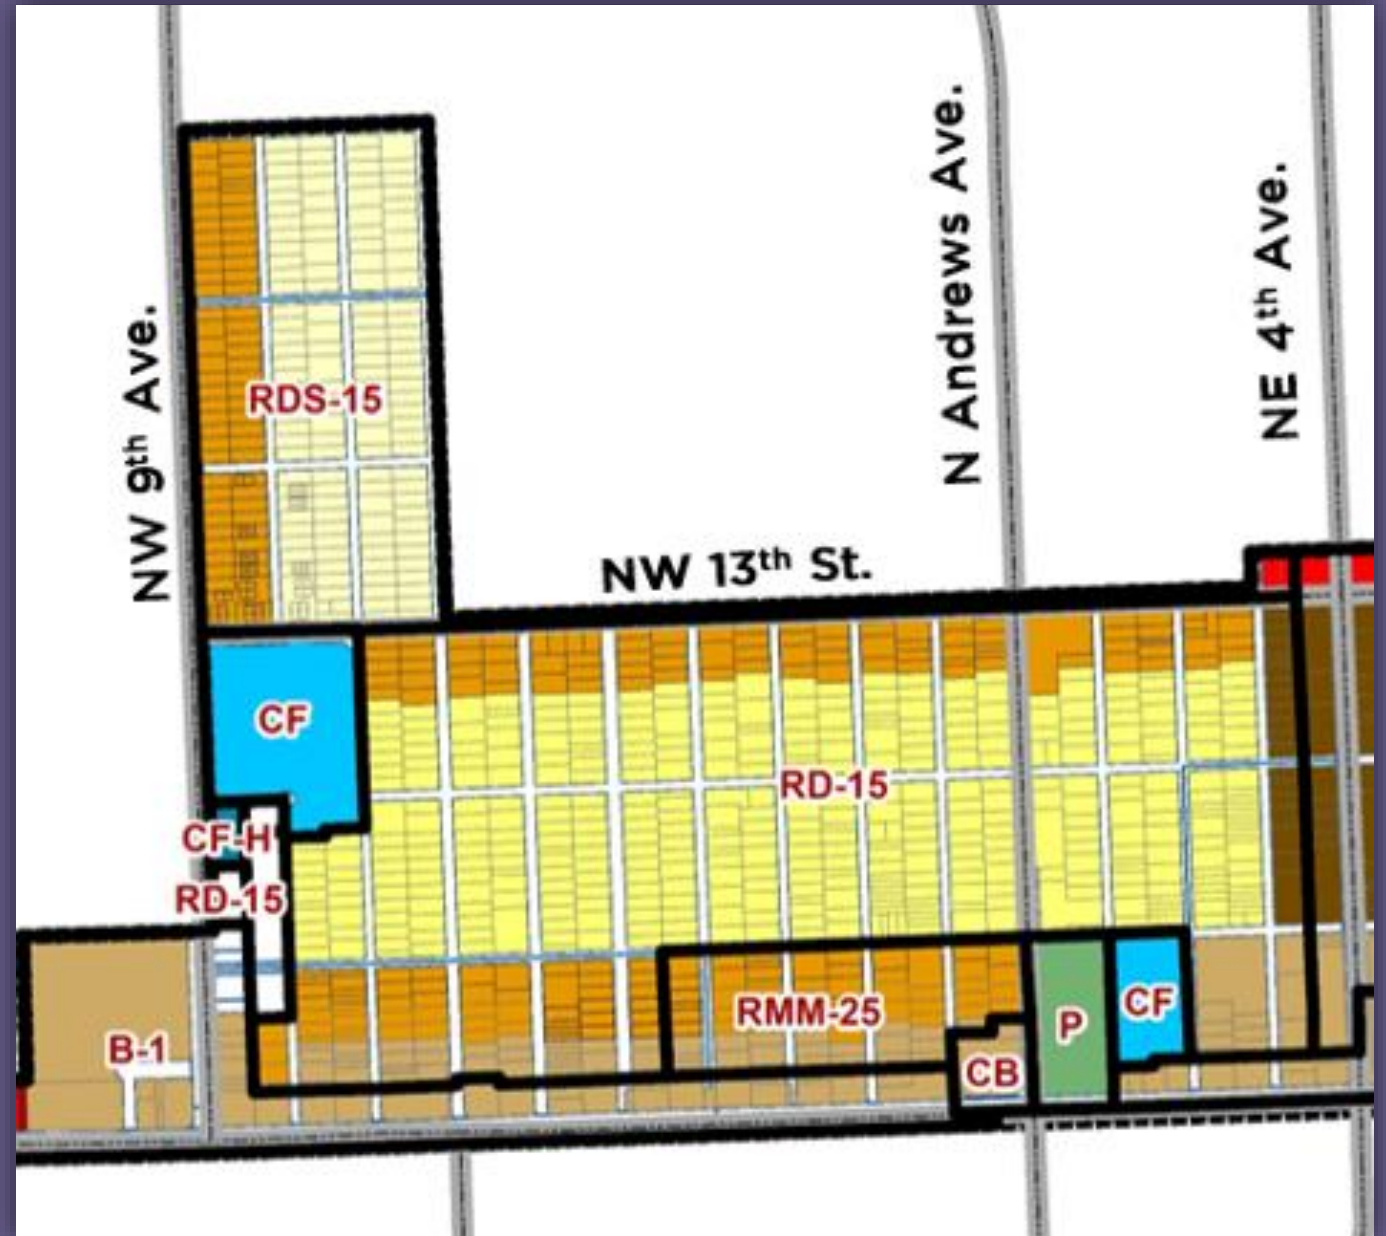 N Andrews Ave.
NE 4th Ave.
NW 9th Ave.
RDS-15
NW 13th St.
CF
RD-15
CF-H
RD-15
RMM-25
CF
P
B-1
CB